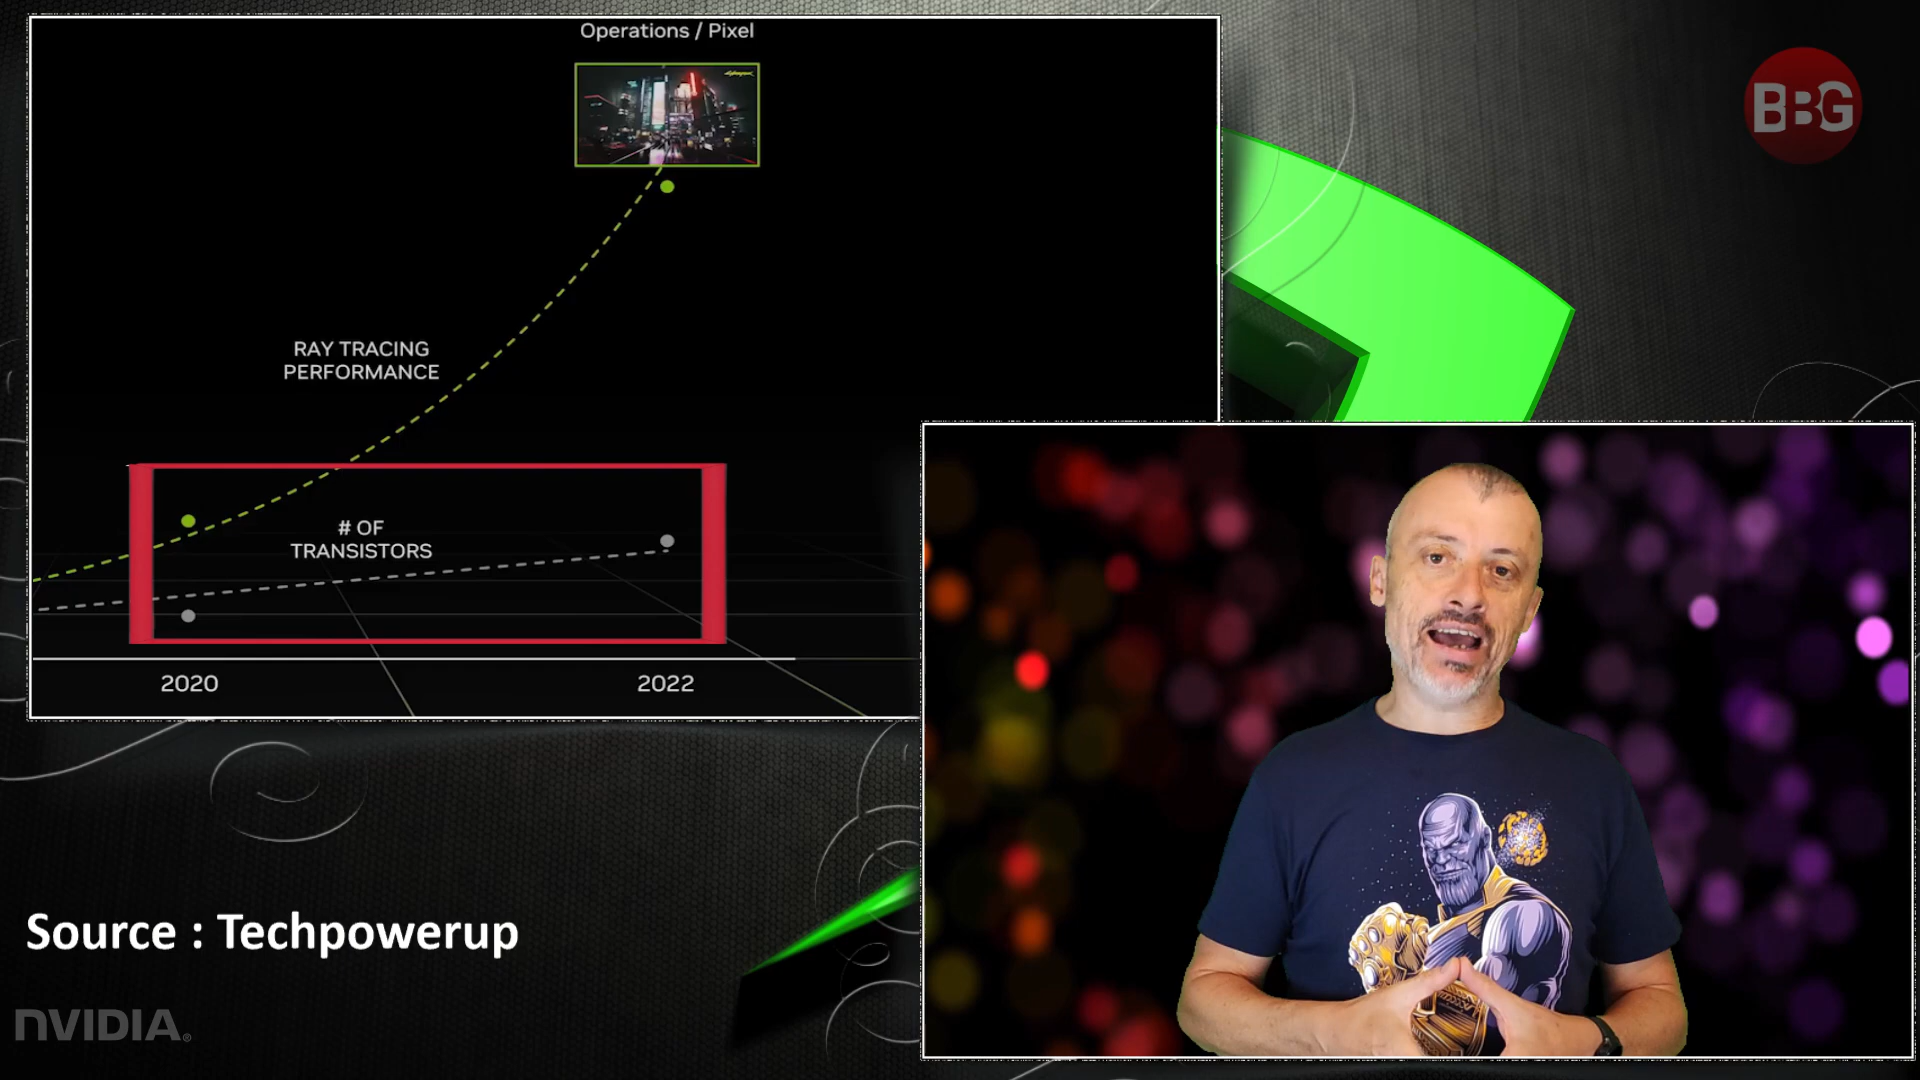 Operations / Pixel
BBG
RAY TRACING
PERFORMANCE
# OF
TRANSISTORS
2020
2022
Source : Techpowerup
NVIDIA.